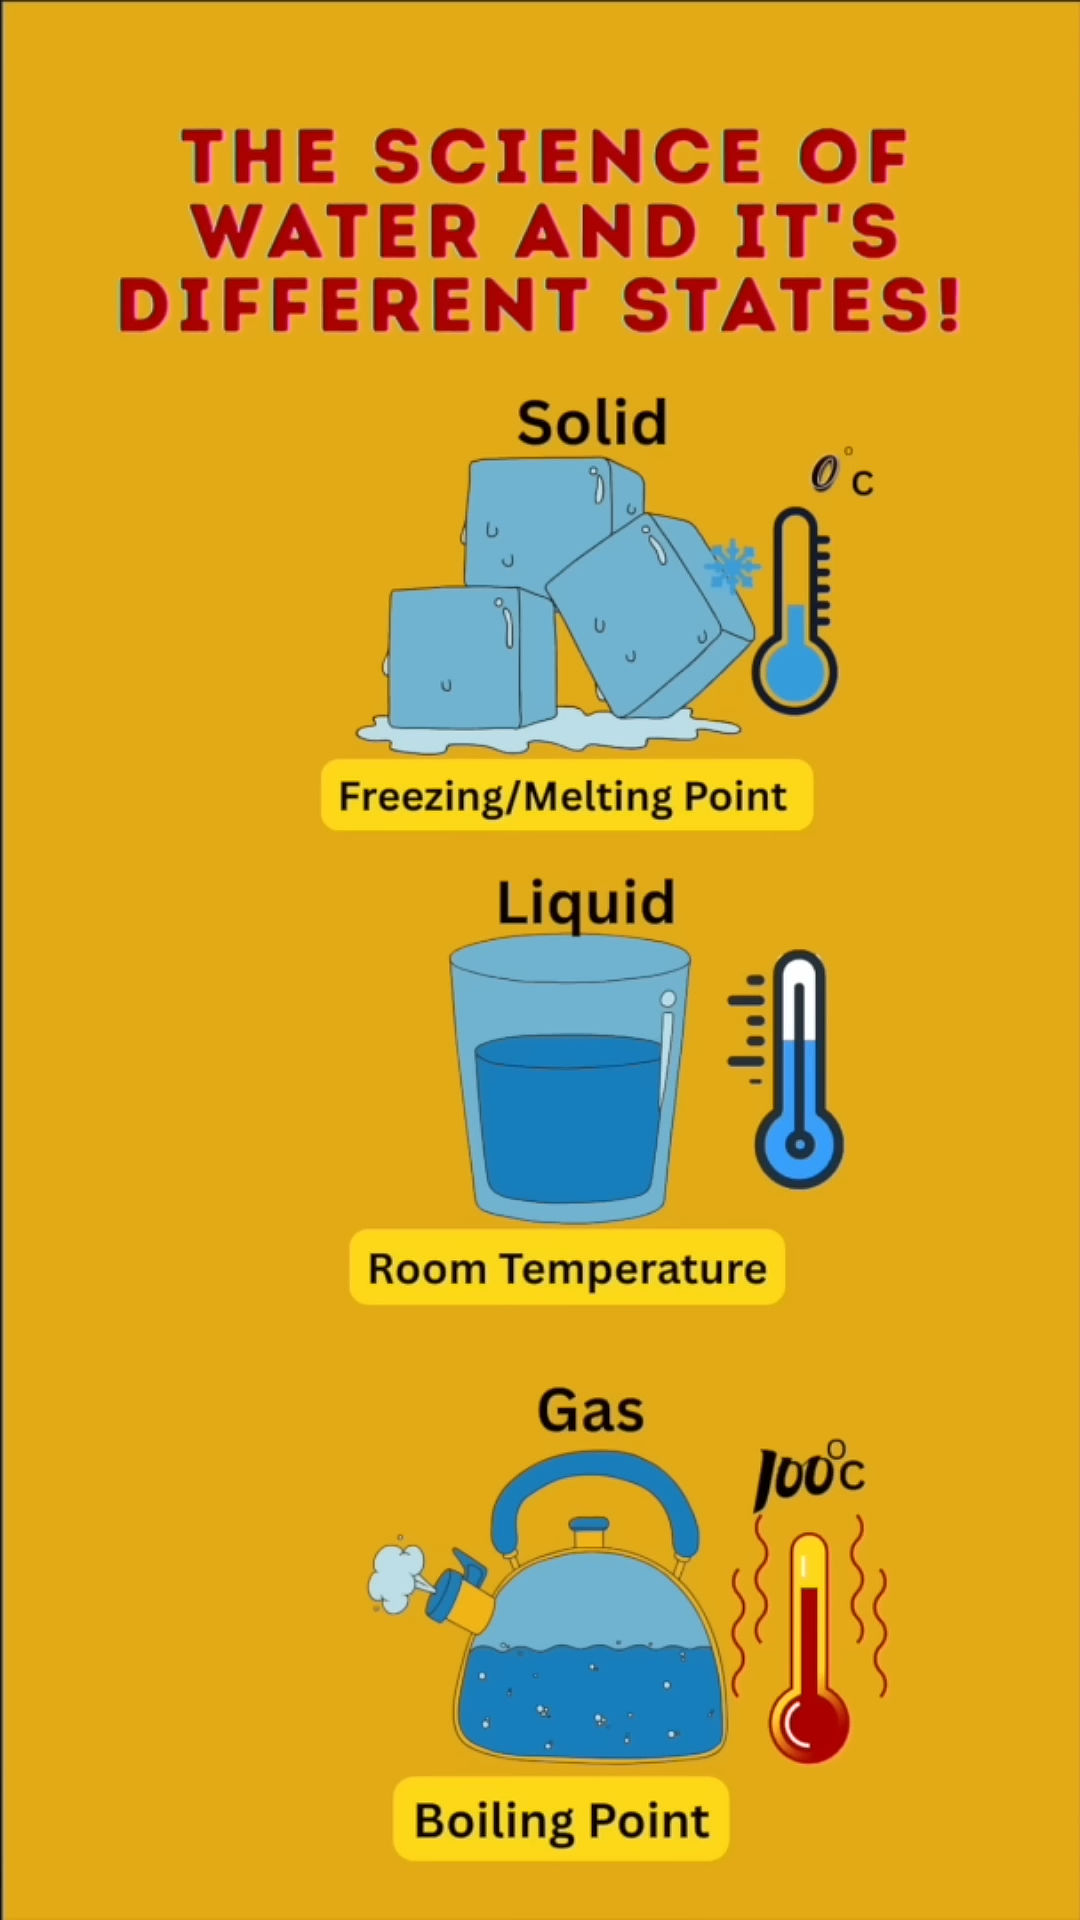 THE SCIENCE OF
WATER AND IT'S
DIFFERENT STATES!
Solid
0°C
Freezing/Melting Point
Liquid
Room Temperature
Gas
100°C
Boiling Point